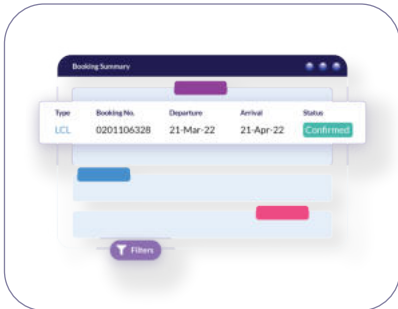 Booking Summary
Type Booking No. Departure Arrival Status
LCL 0201106328 21-Mar-22 21-Apr-22 Confirmed
Filters